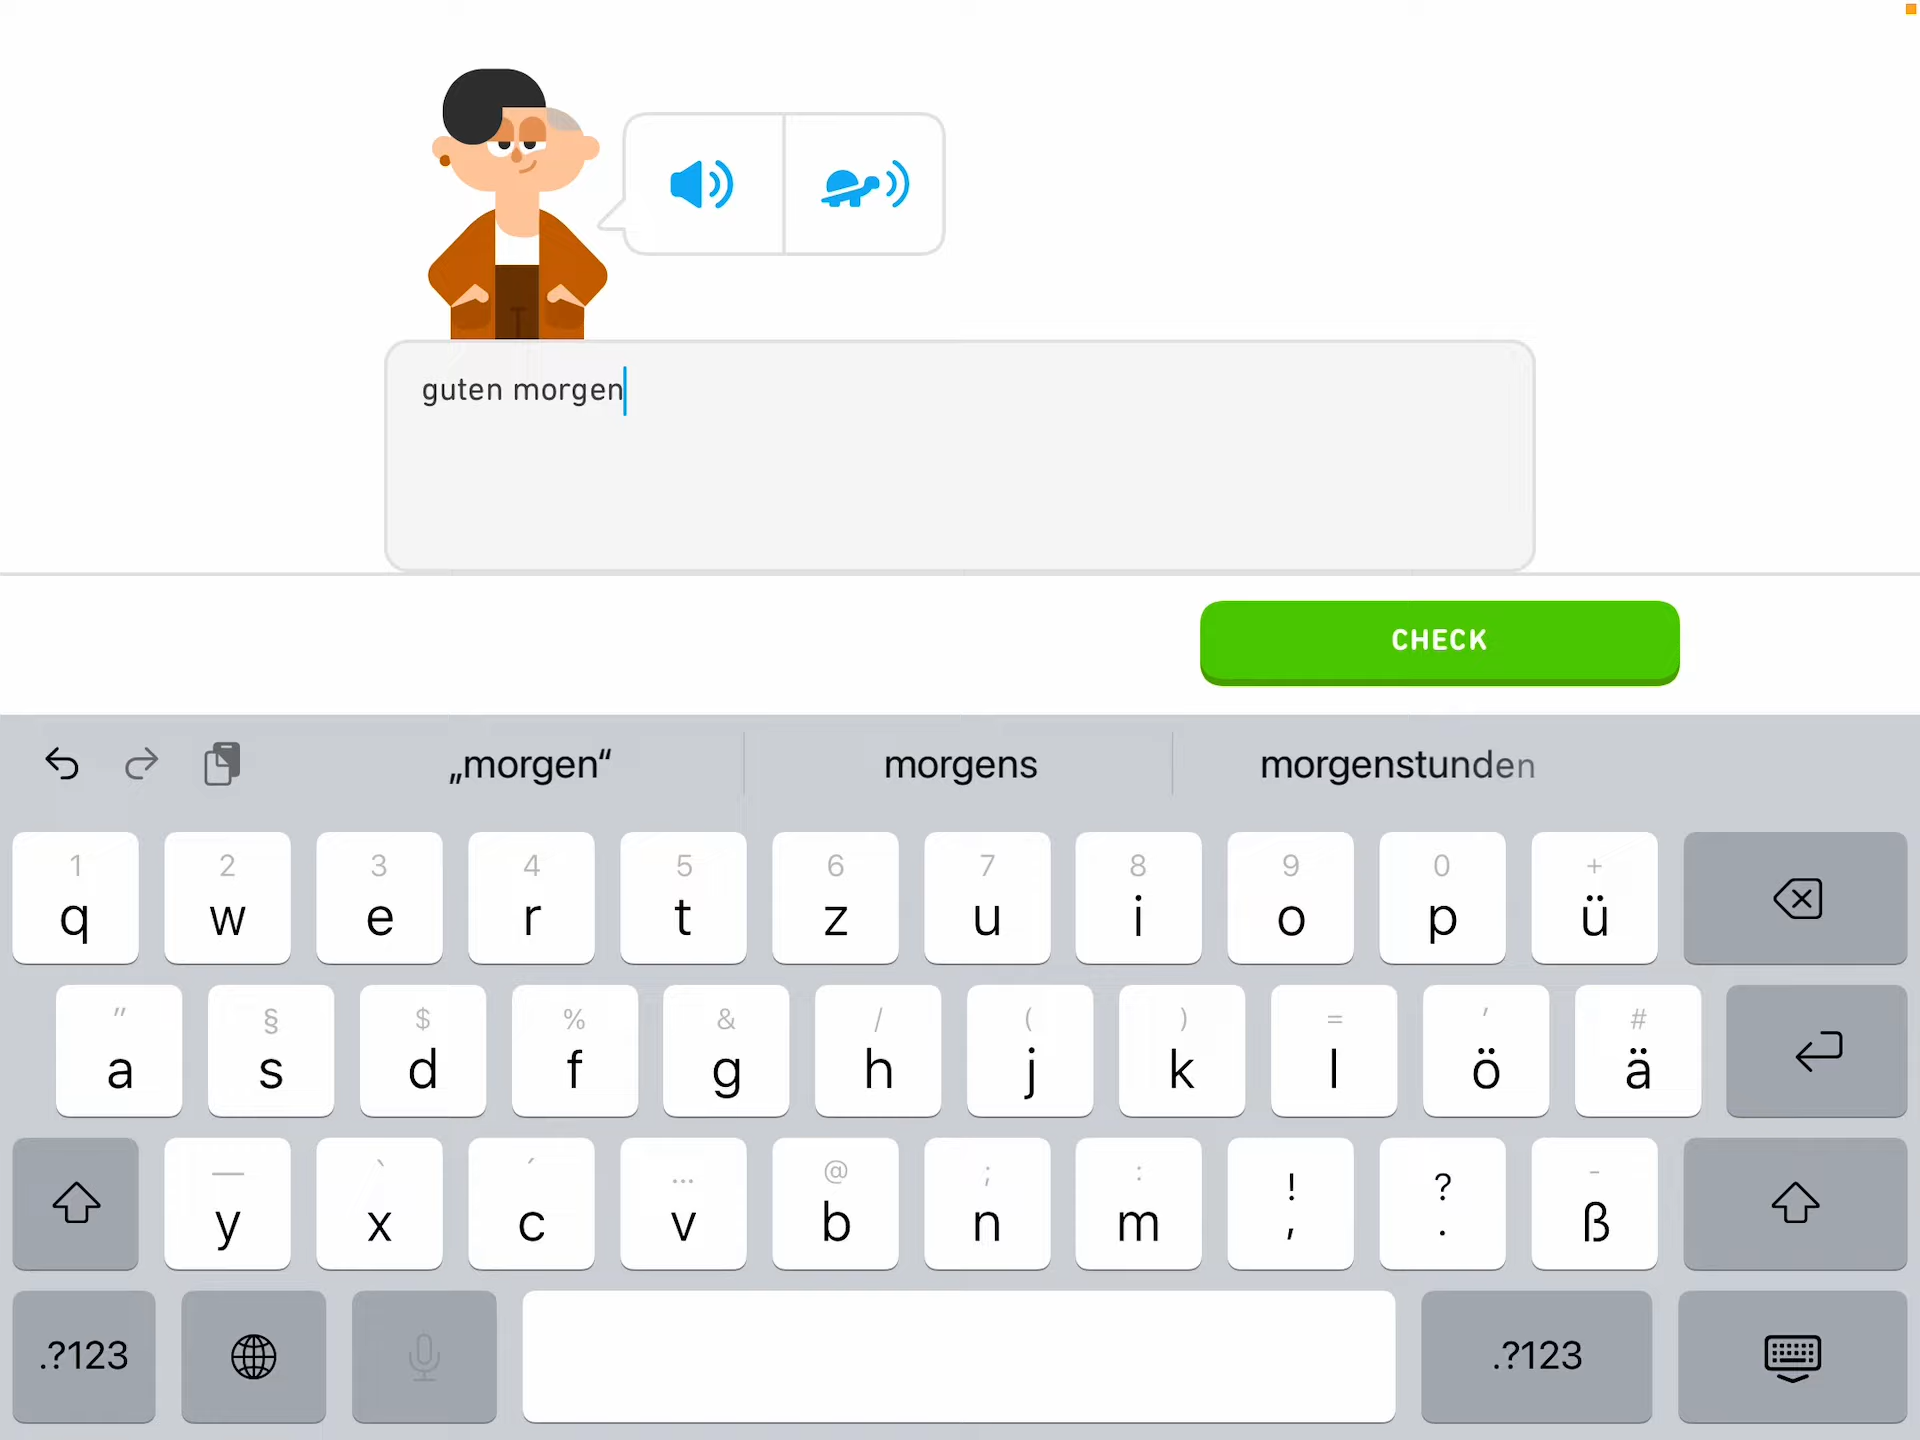 guten morgen
CHECK
„morgen“ morgens morgenstunden
1 2 3 4 5 6 7 8 9 0 +
q w e r t z u i o p ü
" § $ % & / ( ) = ' #
a s d f g h j k l ö ä
— ` ´ … @ ; : ! ? -
y x c v b n m , . ß
.?123 .?123